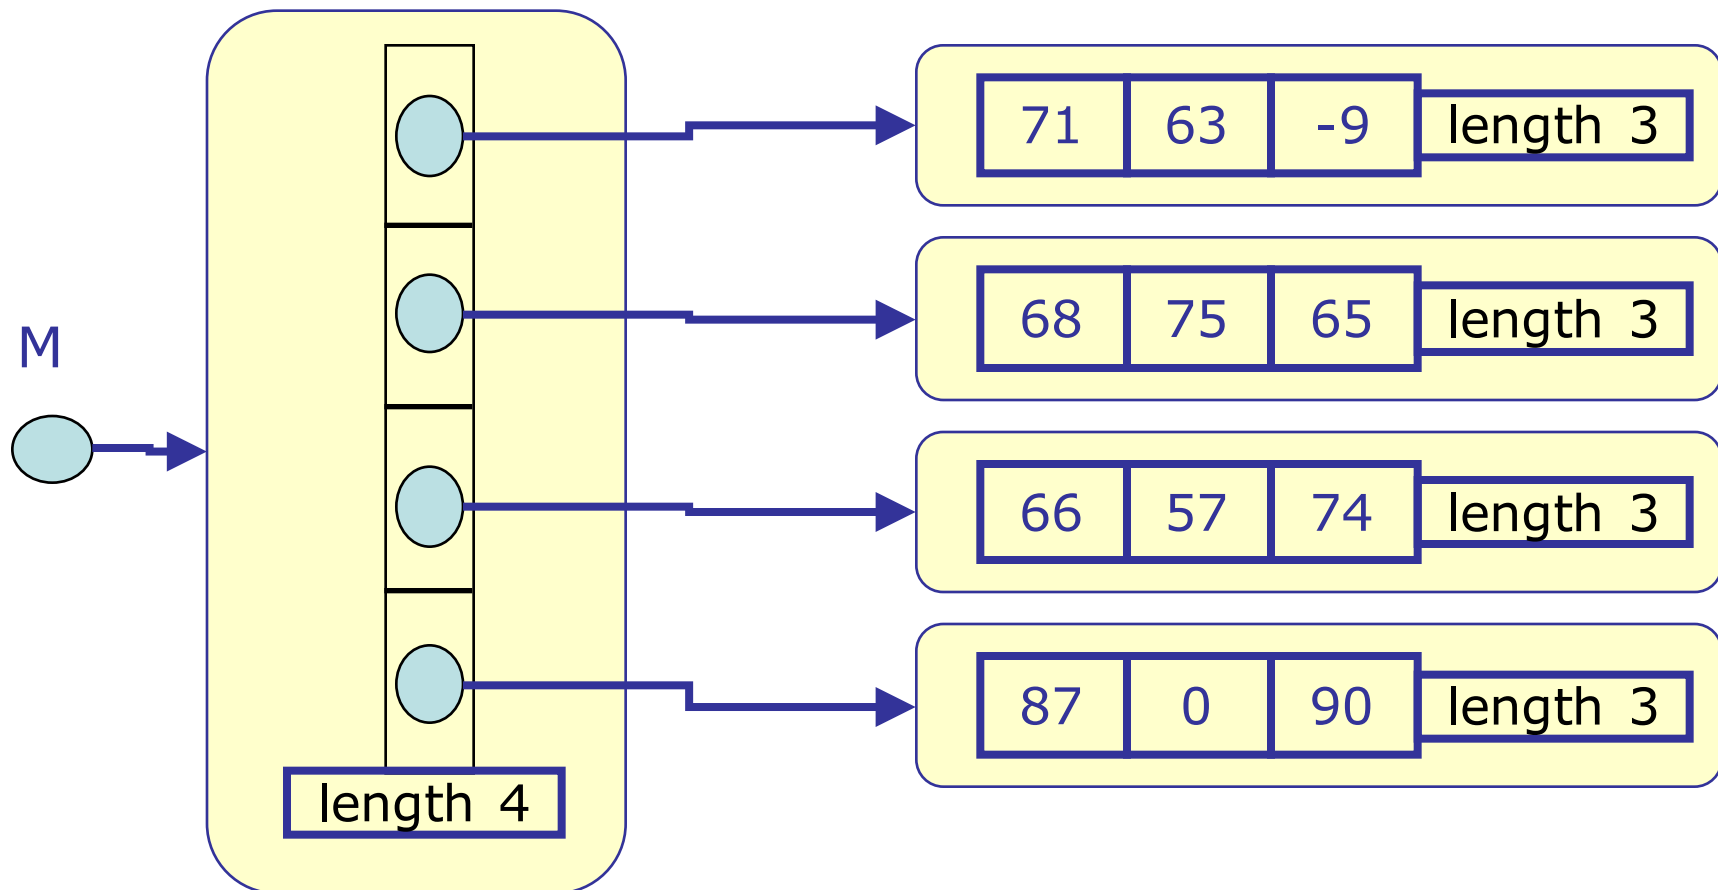 71 63 -9 length 3
68 75 65 length 3
M
66 57 74 length 3
87 0 90 length 3
length 4